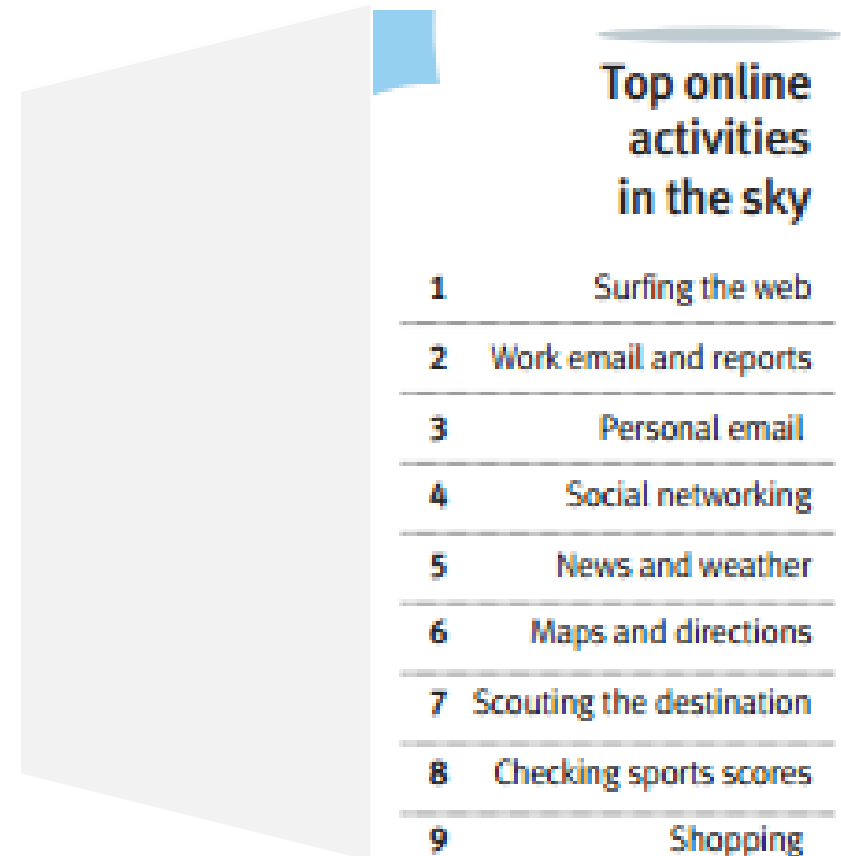 Top online
activities
in the sky
1 Surfing the web
2 Work email and reports
3 Personal email
4 Social networking
5 News and weather
6 Maps and directions
7 Scouting the destination
8 Checking sports scores
9 Shopping